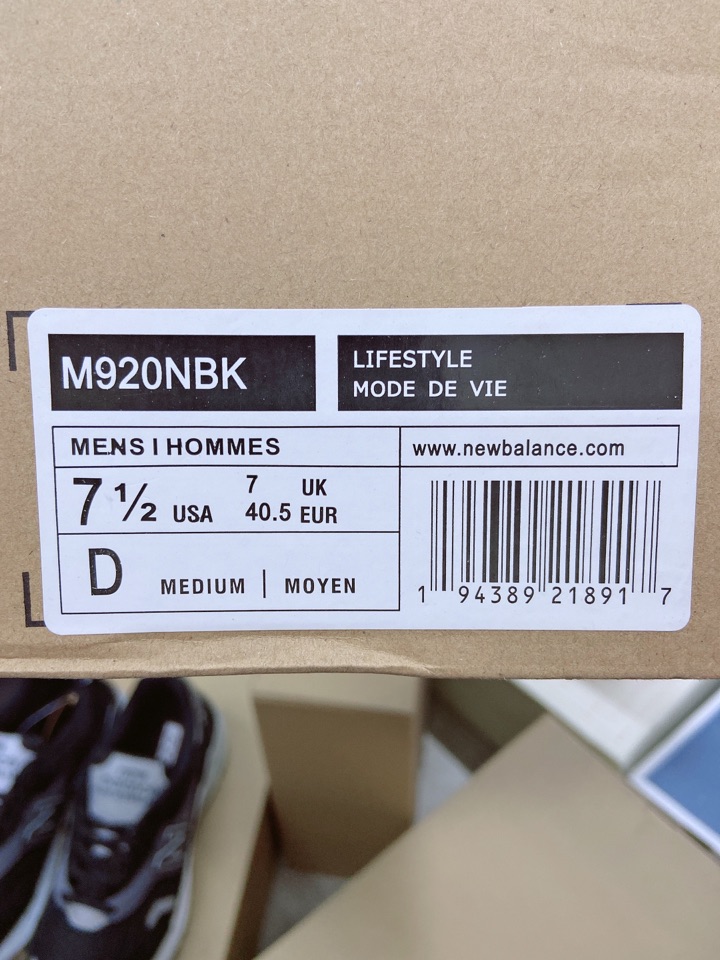 M920NBK
LIFESTYLE
MODE DE VIE
MENS I HOMMES
www.newbalance.com
7 ½ USA
7 UK
40.5 EUR
D MEDIUM | MOYEN
1 94389 21891 7